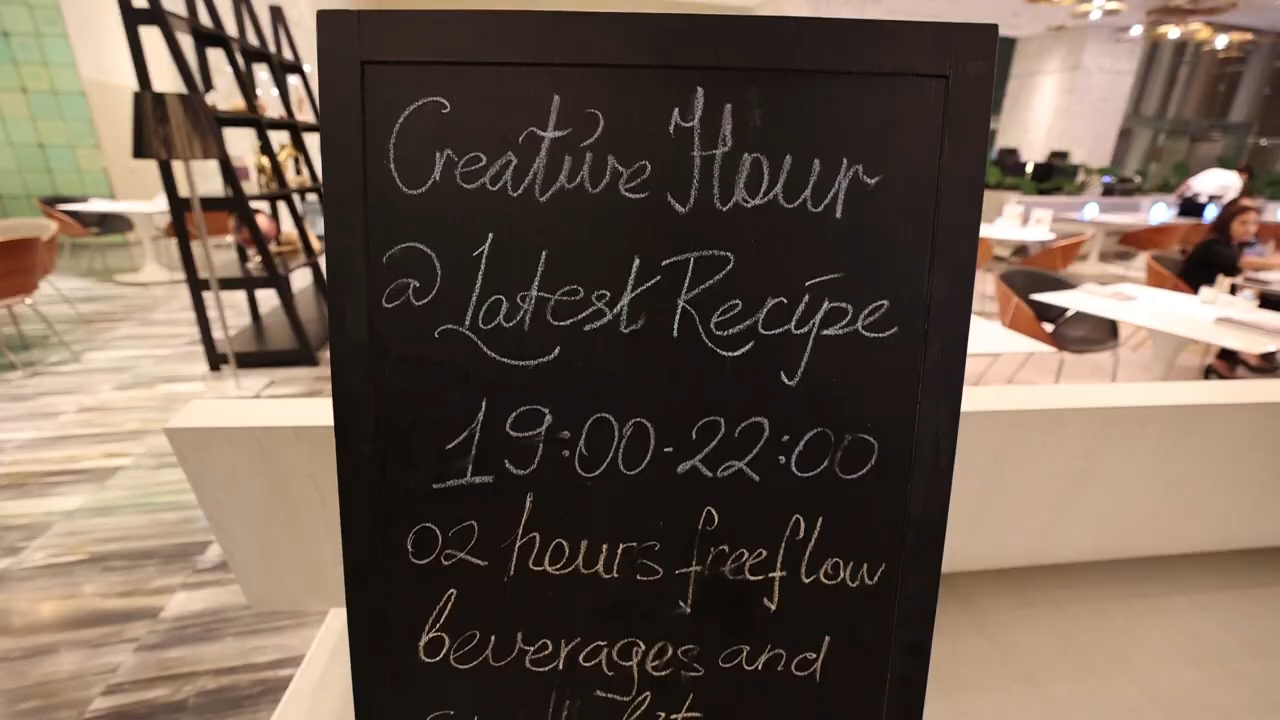 Creative Hour
@ Latest Recipe
19:00-22:00
02 hours freeflow
beverages and